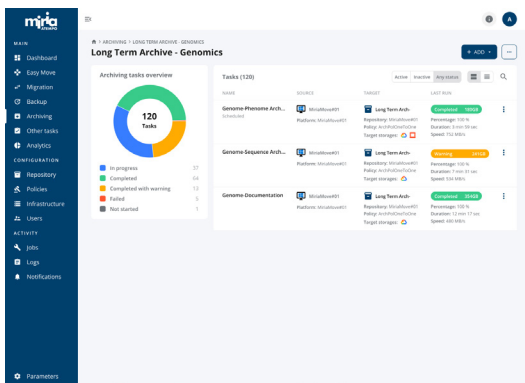 miria
ATEMPO
MAIN
Dashboard
Easy Move
Migration
Backup
Archiving
Other tasks
Analytics
CONFIGURATION
Repository
Policies
Infrastructure
Users
ACTIVITY
Jobs
Logs
Notifications
Parameters
A
> ARCHIVING > LONG TERM ARCHIVE - GENOMICS
Long Term Archive - Genomics
+ ADD
Archiving tasks overview
120
Tasks
In progress 37
Completed 64
Completed with warning 13
Failed 5
Not started 1
Tasks (120)
Active Inactive Any status
NAME SOURCE TARGET LAST RUN
Genome-Phenome Arch...
Scheduled
MiriaMove#01
Platform: MiriaMove#01
Long Term Arch-
Repository: MiriaMove#01
Policy: ArchPolOneToOne
Target storages:
Completed
Percentage: 100 %
Duration: 3 min 59 sec
Speed: 752 MB/s
Genome-Sequence Arch...
MiriaMove#01
Platform: MiriaMove#01
Long Term Arch-
Repository: MiriaMove#01
Policy: ArchPolOneToOne
Target storages:
Warning
Percentage: 100 %
Duration: 7 min 31 sec
Speed: 534 MB/s
Genome-Documentation
MiriaMove#01
Platform: MiriaMove#01
Long Term Arch-
Repository: MiriaMove#01
Policy: ArchPolOneToOne
Target storages:
Completed
Percentage: 100 %
Duration: 12 min 17 sec
Speed: 480 MB/s